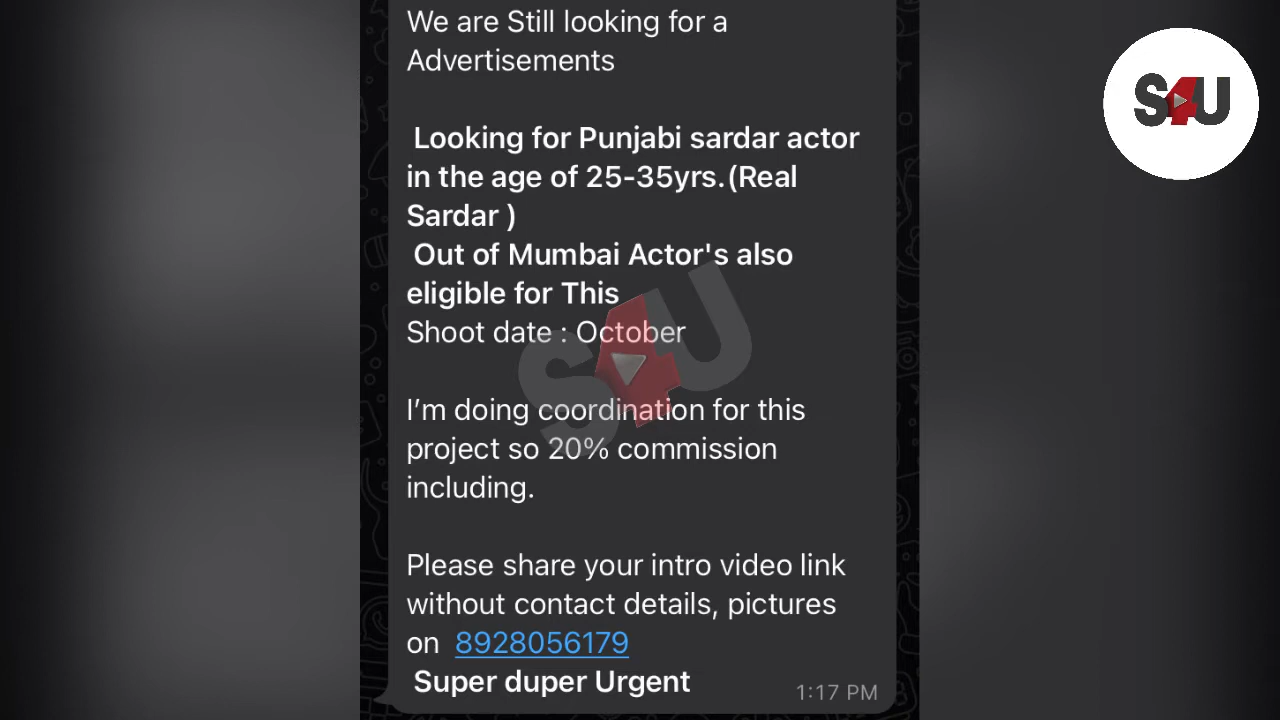 We are Still looking for a
Advertisements
Looking for Punjabi sardar actor
in the age of 25-35yrs.(Real
Sardar )
Out of Mumbai Actor's also
eligible for This
Shoot date : October
I'm doing coordination for this
project so 20% commission
including.
Please share your intro video link
without contact details, pictures
on 8928056179
Super duper Urgent
1:17 PM
S4U
S4U